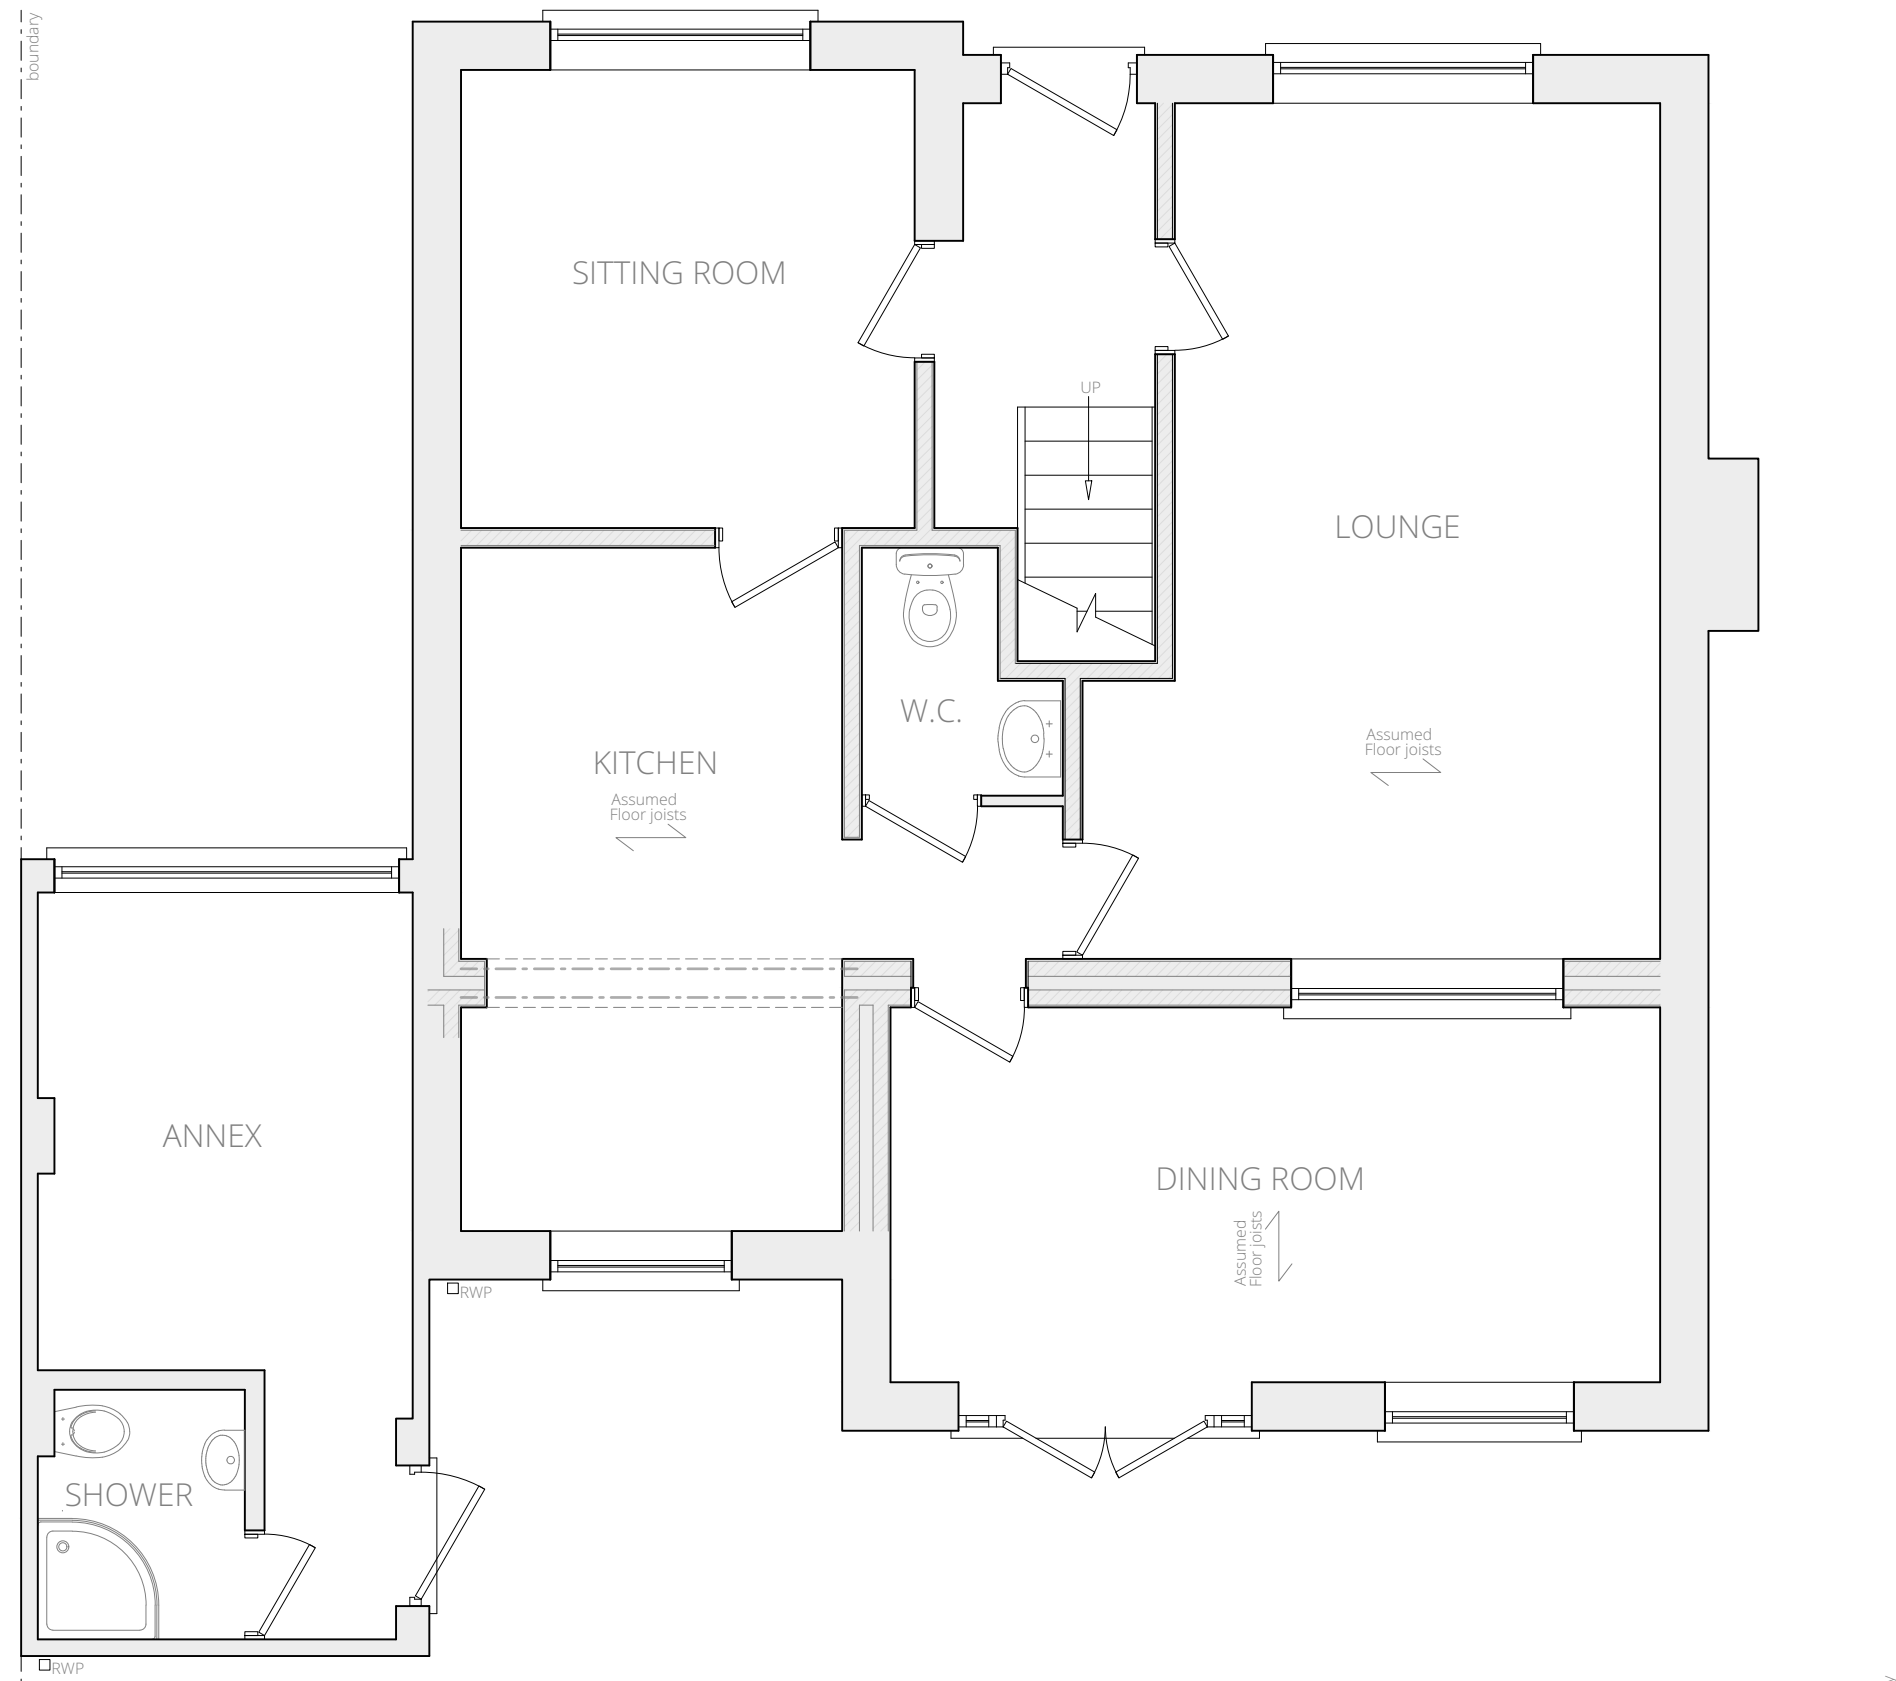 boundary
SITTING ROOM
UP
LOUNGE
W.C.
Assumed
Floor joists
KITCHEN
Assumed
Floor joists
ANNEX
DINING ROOM
Assumed
Floor joists
RWP
SHOWER
RWP